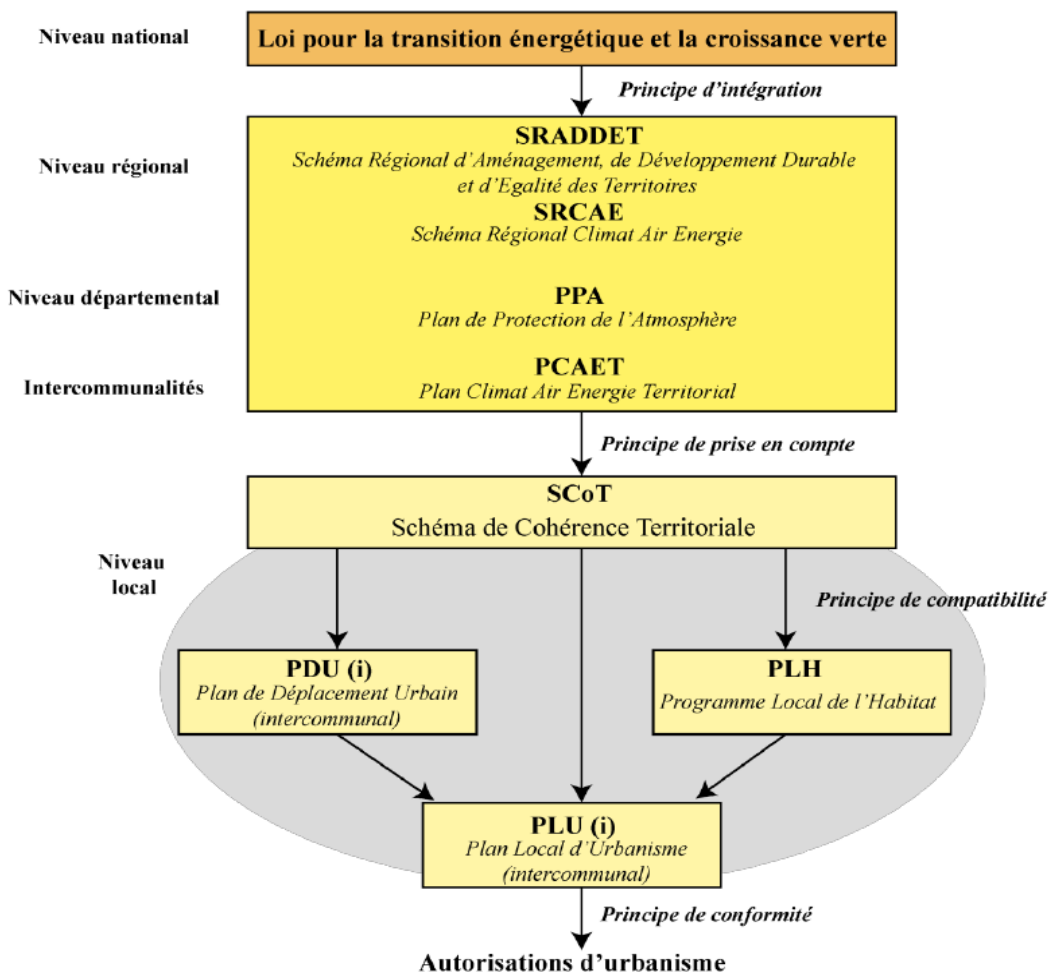 Niveau national
Loi pour la transition énergétique et la croissance verte
Principe d'intégration
Niveau régional
SRADDET
Schéma Régional d'Aménagement, de Développement Durable
et d'Egalité des Territoires
SRCAE
Schéma Régional Climat Air Energie
Niveau départemental
PPA
Plan de Protection de l'Atmosphère
Intercommunalités
PCAET
Plan Climat Air Energie Territorial
Principe de prise en compte
SCoT
Schéma de Cohérence Territoriale
Niveau
local
Principe de compatibilité
PDU (i)
Plan de Déplacement Urbain
(intercommunal)
PLH
Programme Local de l'Habitat
PLU (i)
Plan Local d'Urbanisme
(intercommunal)
Principe de conformité
Autorisations d'urbanisme